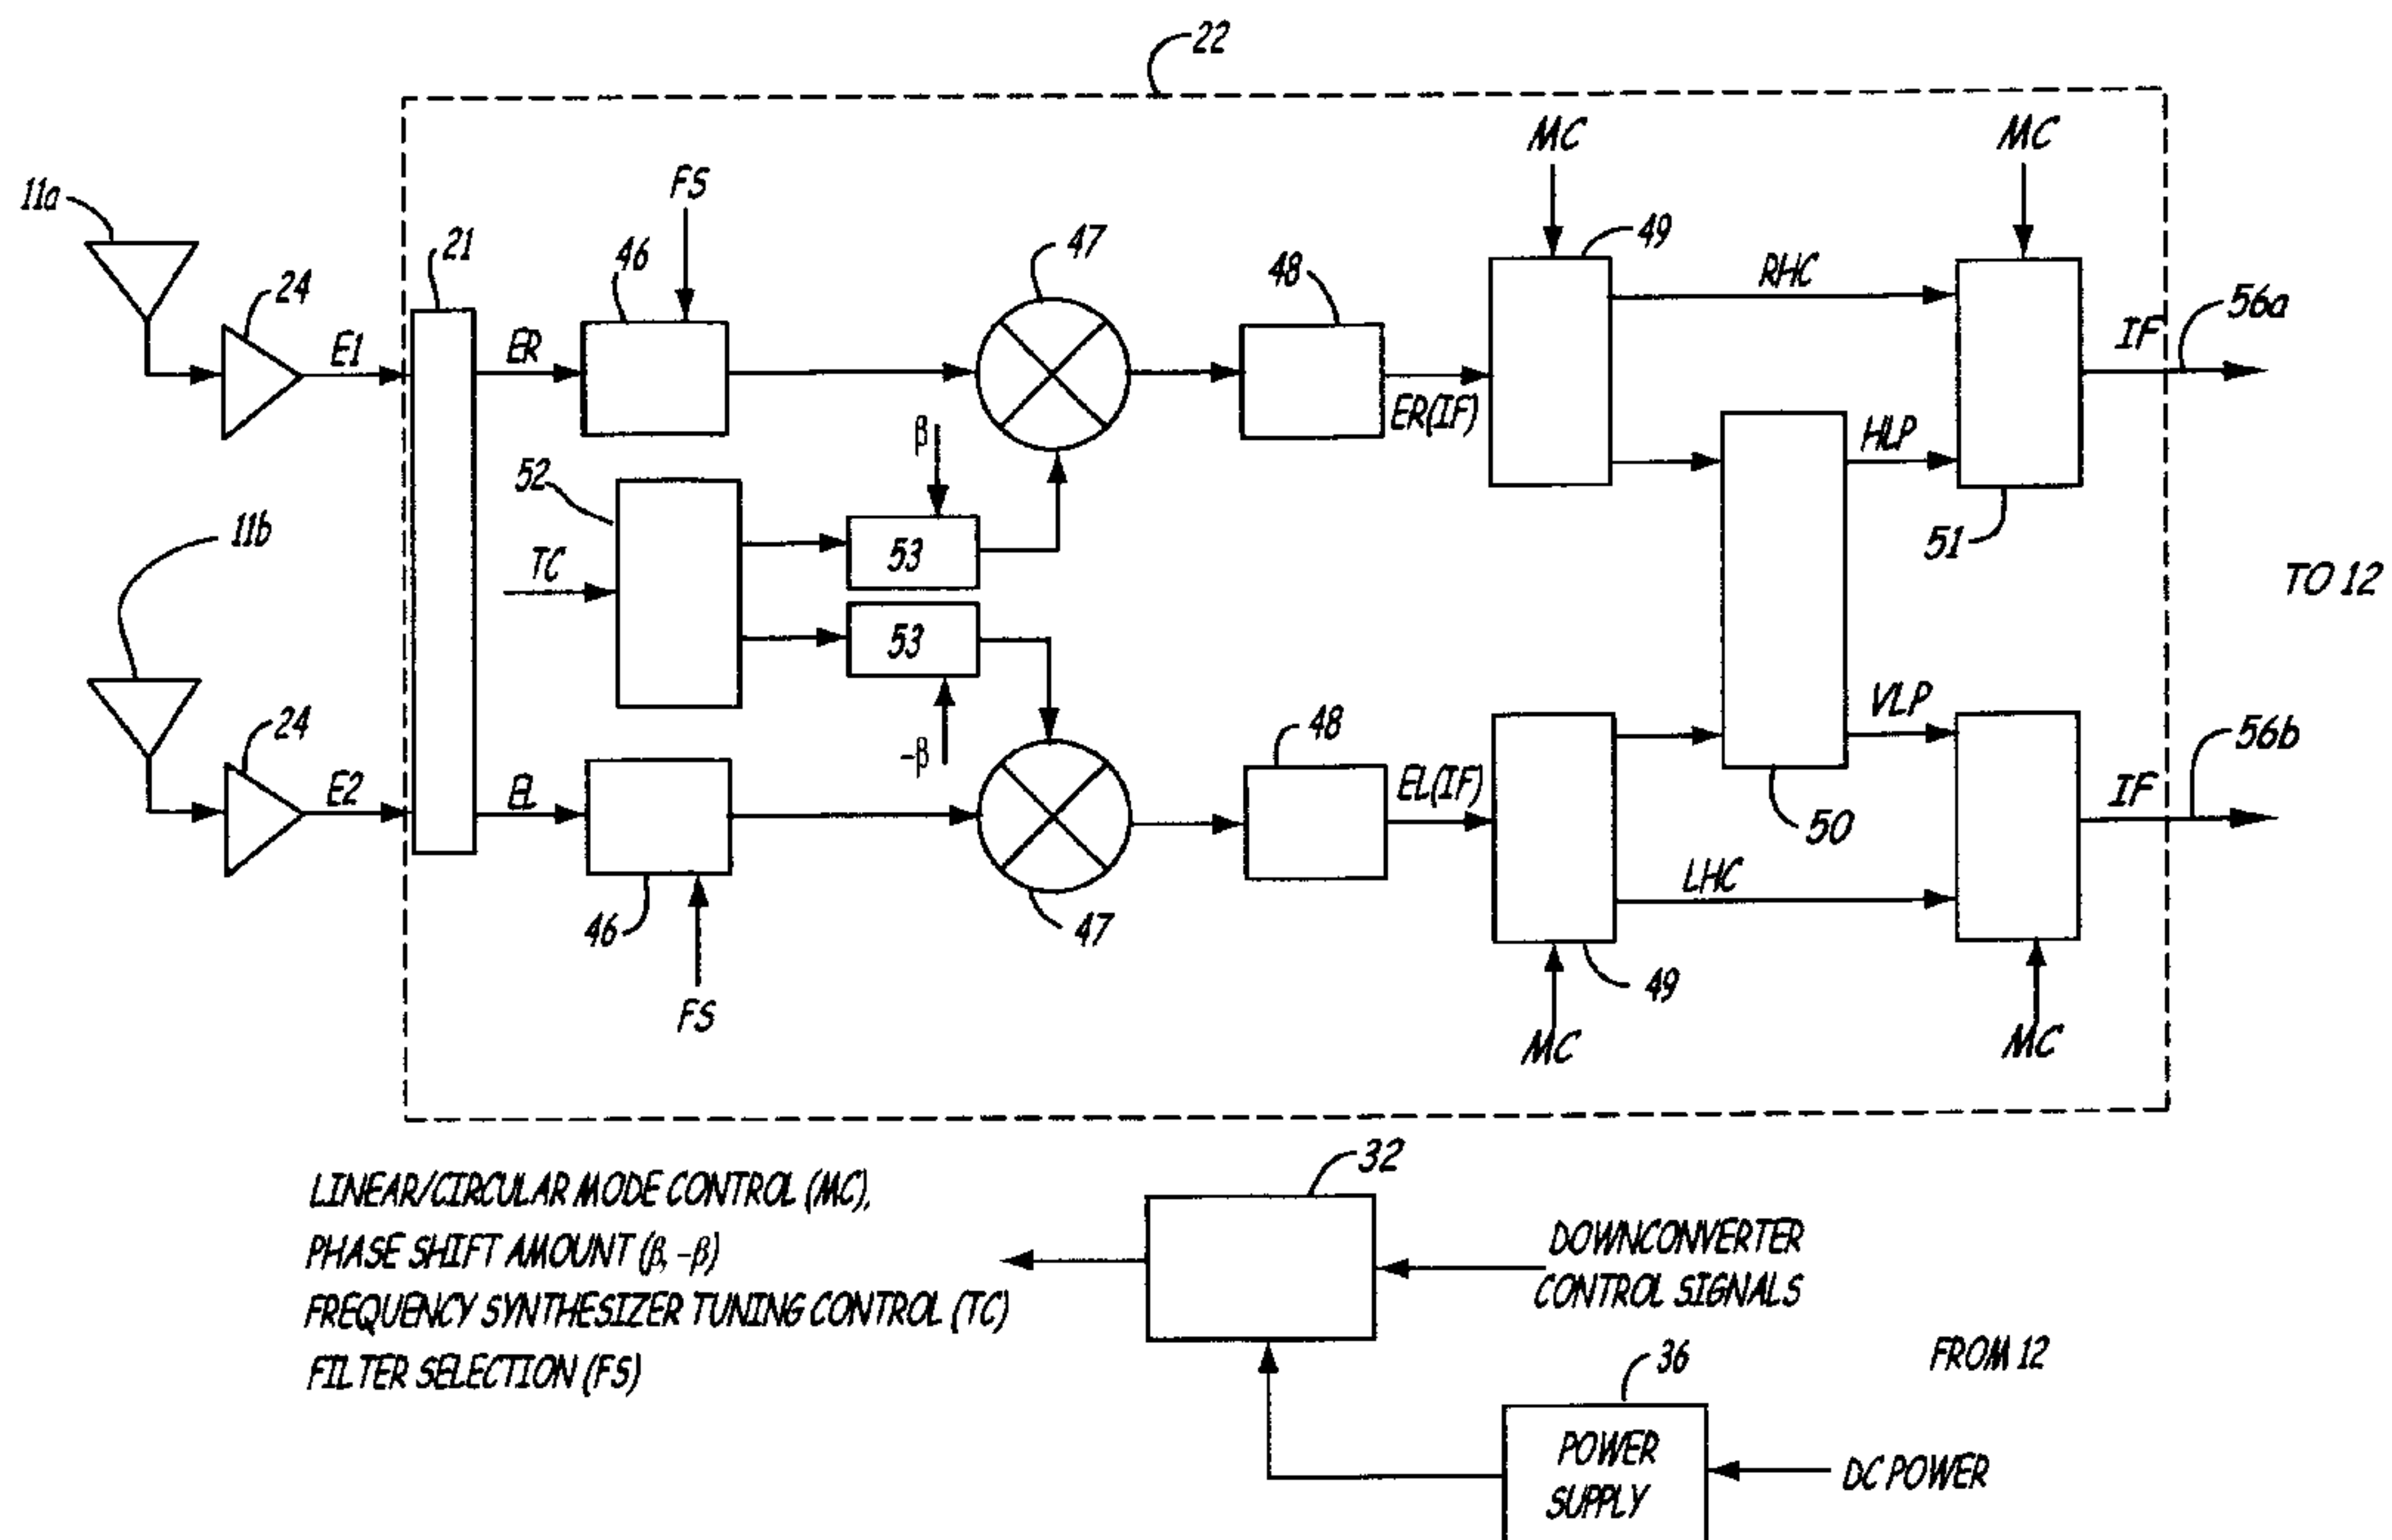 22
MC
MC
FS
11a
21
46
47
49
24
48
RHC
56a
E1
ER
IF
ER(IF)
β
HLP
52
11b
53
51
TC
TO 12
53
VLP
24
48
56b
-β
E2
EL
EL(IF)
IF
50
LHC
46
47
49
FS
MC
MC
32
LINEAR/CIRCULAR MODE CONTROL (MC),
PHASE SHIFT AMOUNT (β, -β)
FREQUENCY SYNTHESIZER TUNING CONTROL (TC)
FILTER SELECTION (FS)
DOWNCONVERTER
CONTROL SIGNALS
36
FROM 12
POWER
SUPPLY
DC POWER